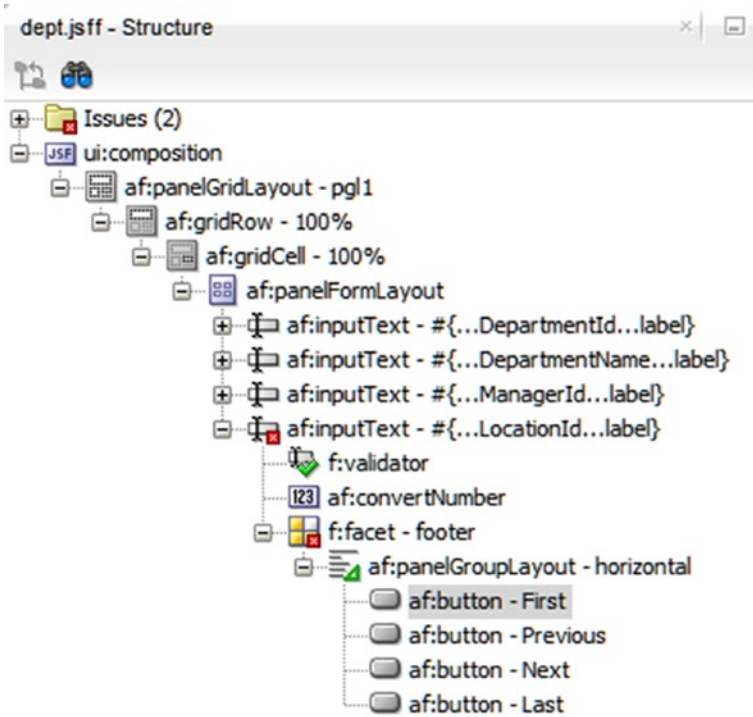 dept.jsff - Structure
Issues (2)
JSF ui:composition
af:panelGridLayout - pgl1
af:gridRow - 100%
af:gridCell - 100%
af:panelFormLayout
af:inputText - #{...DepartmentId...label}
af:inputText - #{...DepartmentName...label}
af:inputText - #{...ManagerId...label}
af:inputText - #{...LocationId...label}
f:validator
123 af:convertNumber
f:facet - footer
af:panelGroupLayout - horizontal
af:button - First
af:button - Previous
af:button - Next
af:button - Last